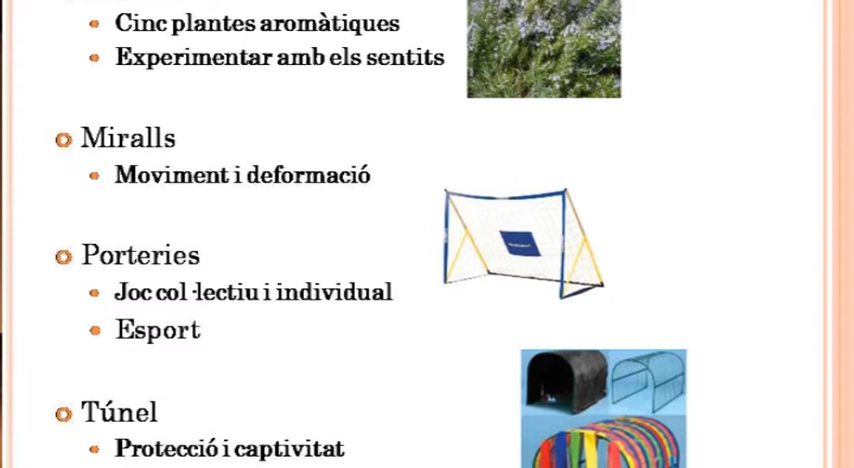 Cinc plantes aromàtiques
Experimentar amb els sentits
Miralls
Moviment i deformació
Porteries
Joc col·lectiu i individual
Esport
Túnel
Protecció i captivitat